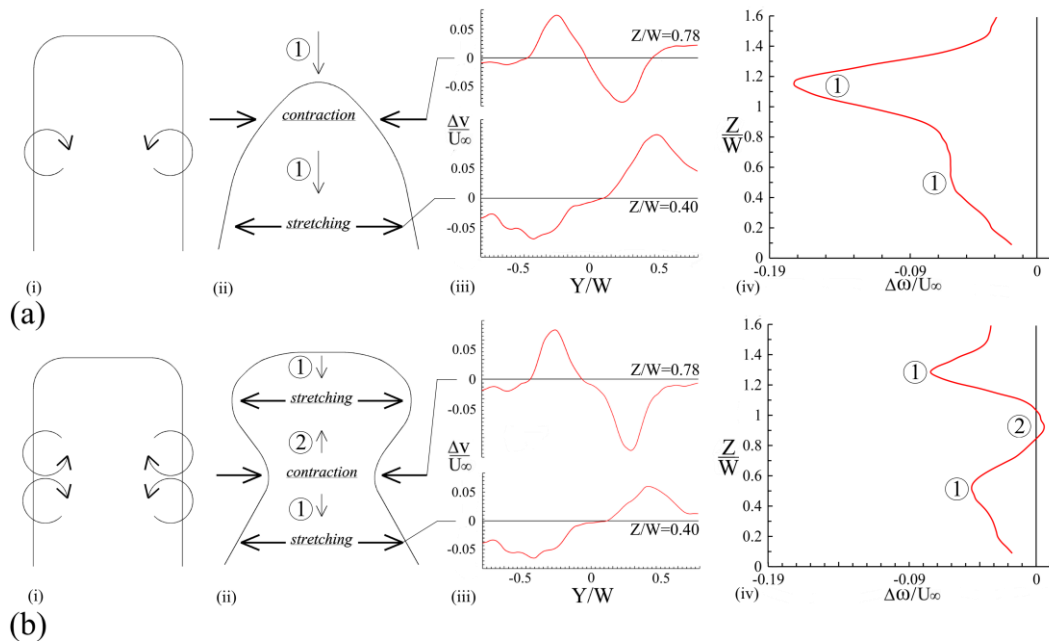 (a)
(i)
①
contraction
①
stretching
(ii)
0.05
0
-0.05
Z/W=0.78
Δv
U∞
0.05
0
-0.05
Z/W=0.40
-0.5 0 0.5
Y/W
(iii)
1.6
1.4
1.2
1
0.8
0.6
0.4
0.2
0
Z
W
①
①
-0.19 -0.09 0
Δω/U∞
(iv)
(b)
(i)
①
stretching
②
contraction
①
stretching
(ii)
0.05
0
-0.05
Z/W=0.78
Δv
U∞
0.05
0
-0.05
Z/W=0.40
-0.5 0 0.5
Y/W
(iii)
1.6
1.4
1.2
1
0.8
0.6
0.4
0.2
0
Z
W
①
②
①
-0.19 -0.09 0
Δω/U∞
(iv)